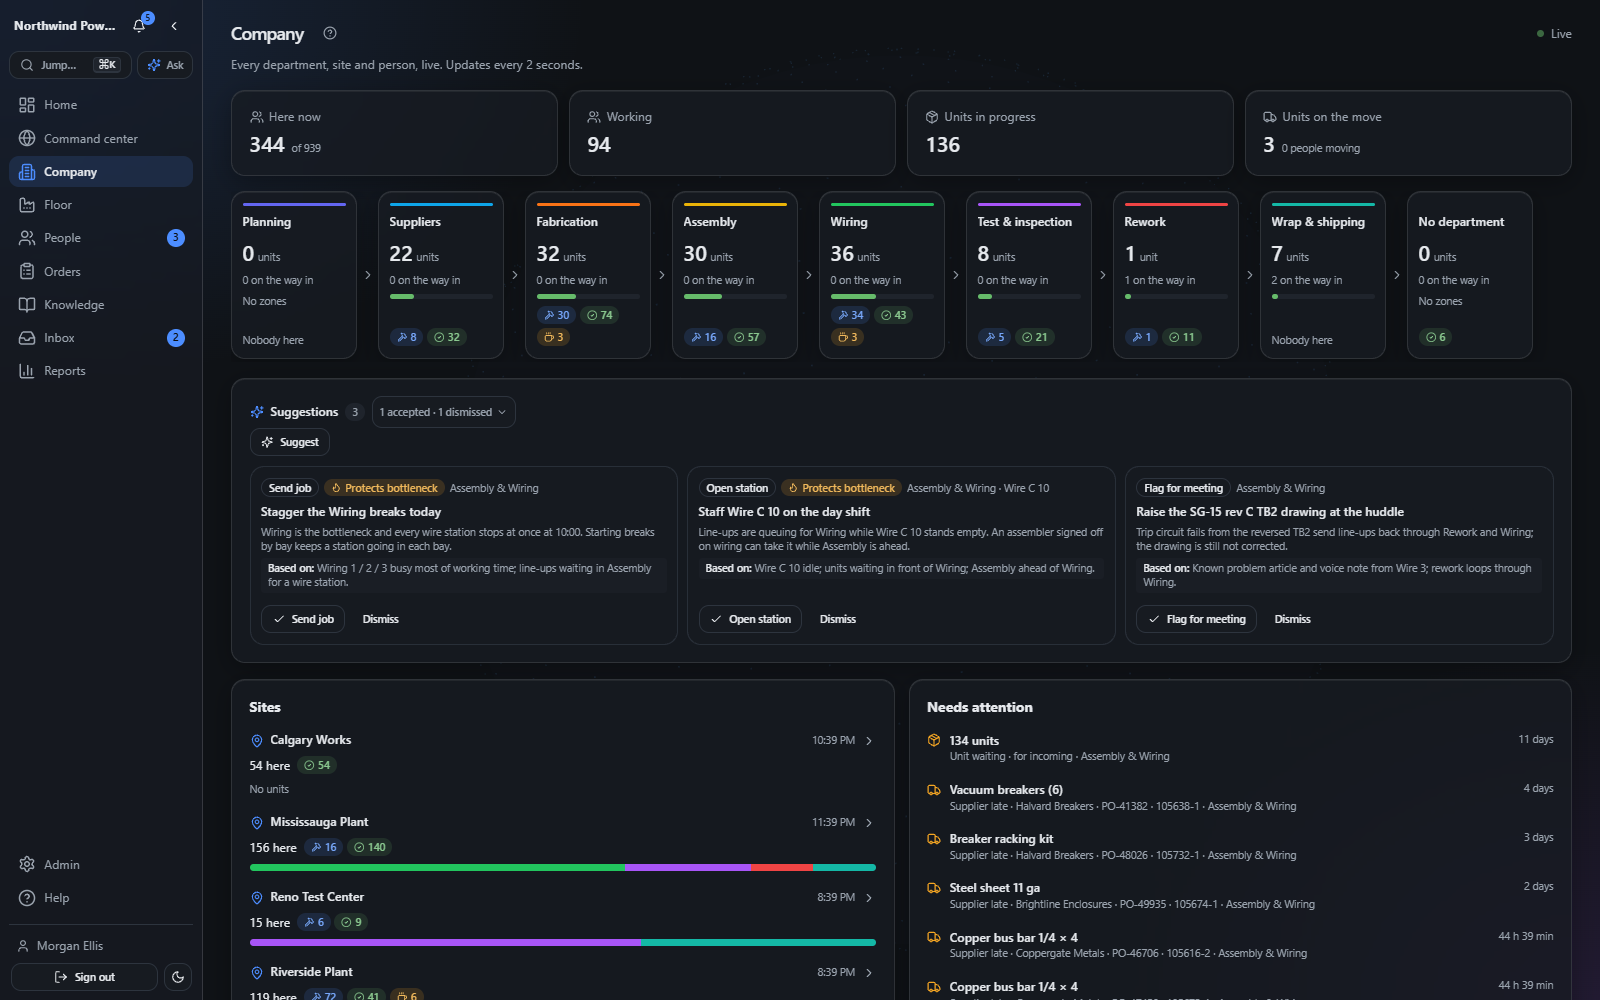 Northwind Pow...
5
Jump...
⌘K
Ask
Home
Command center
Company
Floor
People
3
Orders
Knowledge
Inbox
2
Reports
Admin
Help
Morgan Ellis
Sign out
Company
Live
Every department, site and person, live. Updates every 2 seconds.
Here now
344 of 939
Working
94
Units in progress
136
Units on the move
3 0 people moving
Planning
0 units
0 on the way in
No zones
Nobody here
Suppliers
22 units
0 on the way in
8 32
Fabrication
32 units
0 on the way in
30 74
3
Assembly
30 units
0 on the way in
16 57
Wiring
36 units
0 on the way in
34 43
3
Test & inspection
8 units
0 on the way in
5 21
Rework
1 unit
1 on the way in
1 11
Wrap & shipping
7 units
2 on the way in
Nobody here
No department
0 units
0 on the way in
No zones
6
Suggestions 3 1 accepted · 1 dismissed
Suggest
Send job Protects bottleneck Assembly & Wiring
Stagger the Wiring breaks today
Wiring is the bottleneck and every wire station stops at once at 10:00. Starting breaks
by bay keeps a station going in each bay.
Based on: Wiring 1 / 2 / 3 busy most of working time; line-ups waiting in Assembly
for a wire station.
Send job Dismiss
Open station Protects bottleneck Assembly & Wiring · Wire C 10
Staff Wire C 10 on the day shift
Line-ups are queuing for Wiring while Wire C 10 stands empty. An assembler signed off
on wiring can take it while Assembly is ahead.
Based on: Wire C 10 idle; units waiting in front of Wiring; Assembly ahead of Wiring.
Open station Dismiss
Flag for meeting Assembly & Wiring
Raise the SG-15 rev C TB2 drawing at the huddle
Trip circuit fails from the reversed TB2 send line-ups back through Rework and Wiring;
the drawing is still not corrected.
Based on: Known problem article and voice note from Wire 3; rework loops through
Wiring.
Flag for meeting Dismiss
Sites
Calgary Works 10:39 PM
54 here 54
No units
Mississauga Plant 11:39 PM
156 here 16 140
Reno Test Center 8:39 PM
15 here 6 9
Riverside Plant 8:39 PM
119 here 72 41 6
Needs attention
134 units 11 days
Unit waiting · for incoming · Assembly & Wiring
Vacuum breakers (6) 4 days
Supplier late · Halvard Breakers · PO-41382 · 105638-1 · Assembly & Wiring
Breaker racking kit 3 days
Supplier late · Halvard Breakers · PO-48026 · 105732-1 · Assembly & Wiring
Steel sheet 11 ga 2 days
Supplier late · Brightline Enclosures · PO-49935 · 105674-1 · Assembly & Wiring
Copper bus bar 1/4 × 4 44 h 39 min
Supplier late · Coppergate Metals · PO-46706 · 105616-2 · Assembly & Wiring
Copper bus bar 1/4 × 4 44 h 39 min